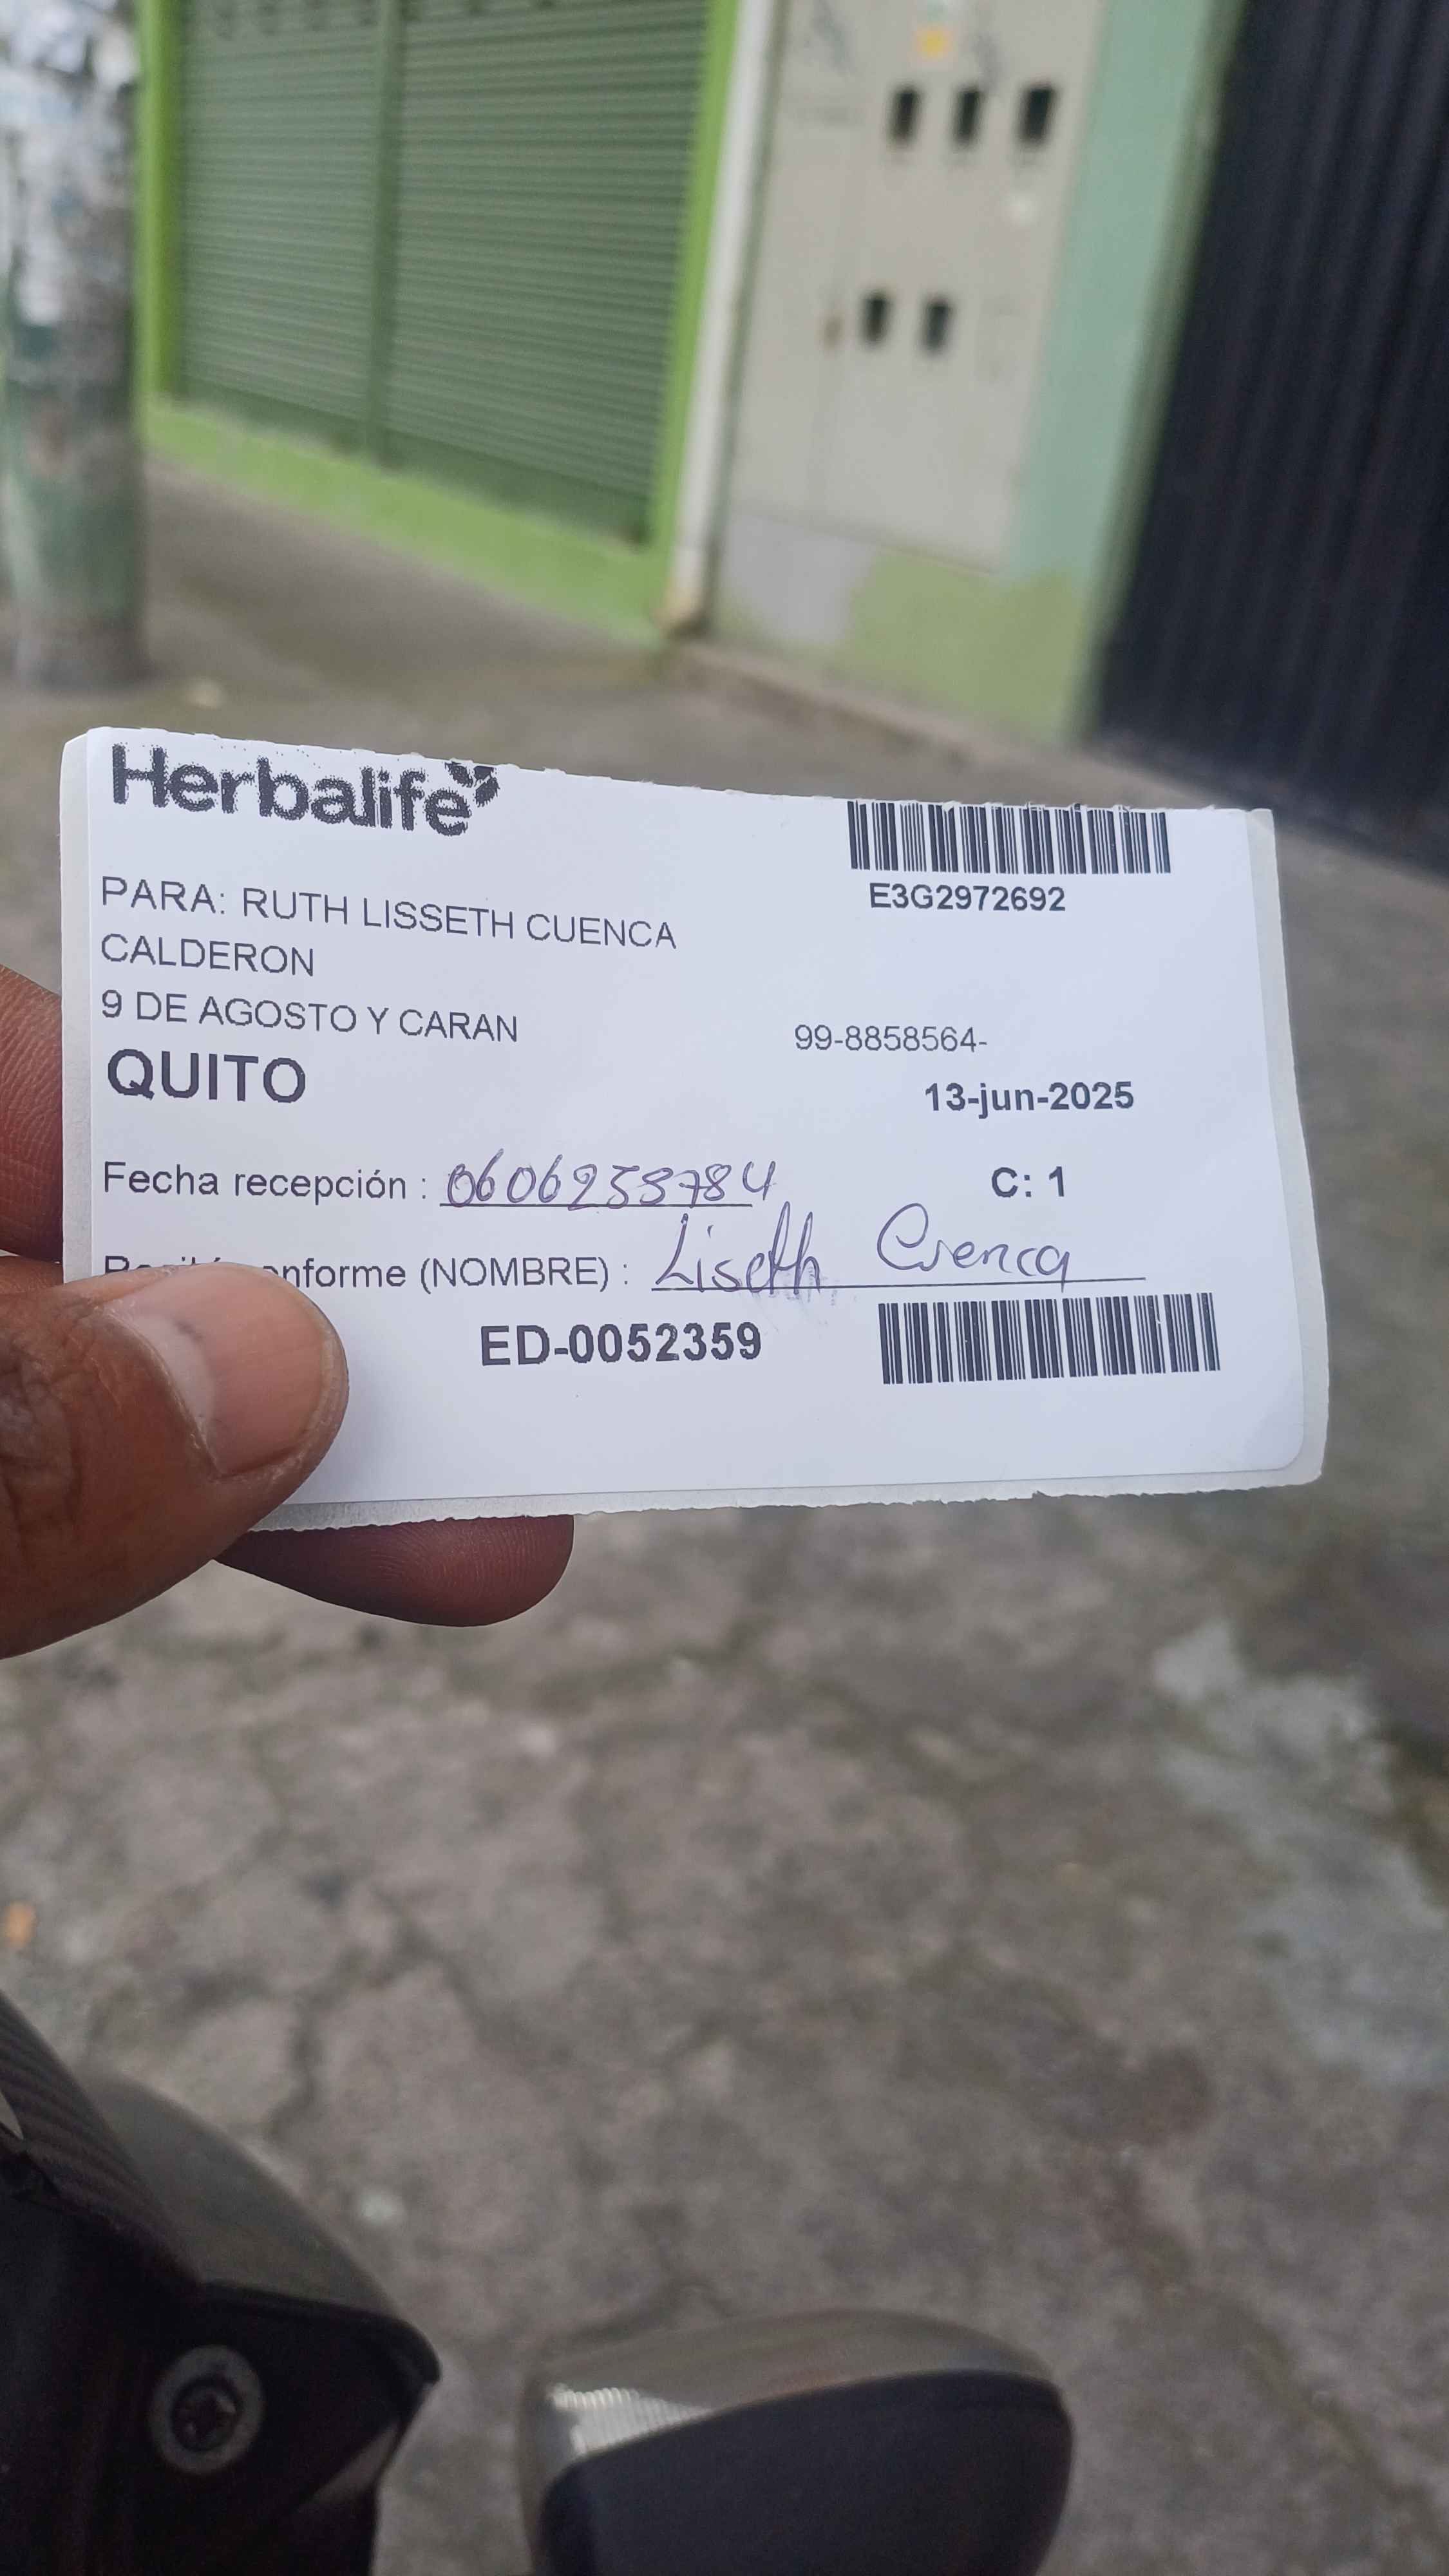 Herbalife
E3G2972692
PARA: RUTH LISSETH CUENCA
CALDERON
9 DE AGOSTO Y CARAN
99-8858564-
QUITO
13-jun-2025
Fecha recepción : 0606258784
C: 1
(NOMBRE) : Liseth Cuenca
ED-0052359